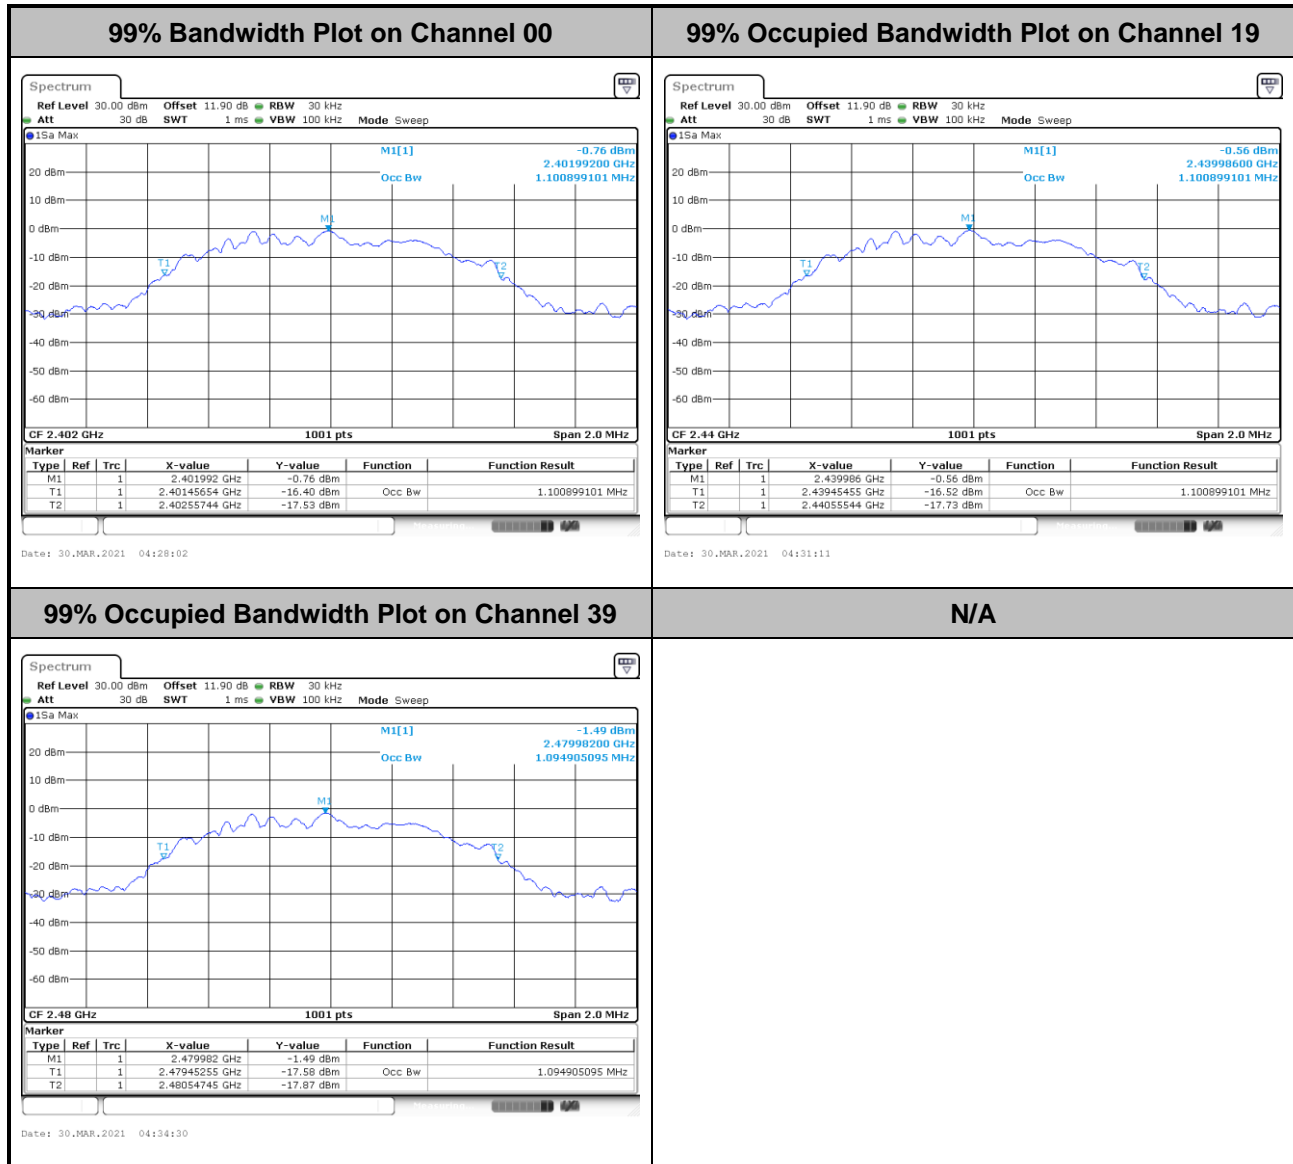 99% Bandwidth Plot on Channel 00
Spectrum
Ref Level 30.00 dBm Offset 11.90 dB RBW 30 kHz
Att 30 dB SWT 1 ms VBW 100 kHz Mode Sweep
1Sa Max
M1[1] -0.76 dBm
2.40199200 GHz
Occ Bw 1.100899101 MHz
20 dBm
10 dBm
0 dBm
-10 dBm
-20 dBm
-30 dBm
-40 dBm
-50 dBm
-60 dBm
M1
T1
T2
CF 2.402 GHz 1001 pts Span 2.0 MHz
Marker
Type Ref Trc X-value Y-value Function Function Result
M1 1 2.401992 GHz -0.76 dBm
T1 1 2.40145654 GHz -16.40 dBm Occ Bw 1.100899101 MHz
T2 1 2.40255744 GHz -17.53 dBm
Date: 30.MAR.2021 04:28:02
99% Occupied Bandwidth Plot on Channel 19
Spectrum
Ref Level 30.00 dBm Offset 11.90 dB RBW 30 kHz
Att 30 dB SWT 1 ms VBW 100 kHz Mode Sweep
1Sa Max
M1[1] -0.56 dBm
2.43998600 GHz
Occ Bw 1.100899101 MHz
20 dBm
10 dBm
0 dBm
-10 dBm
-20 dBm
-30 dBm
-40 dBm
-50 dBm
-60 dBm
M1
T1
T2
CF 2.44 GHz 1001 pts Span 2.0 MHz
Marker
Type Ref Trc X-value Y-value Function Function Result
M1 1 2.439986 GHz -0.56 dBm
T1 1 2.43945455 GHz -16.52 dBm Occ Bw 1.100899101 MHz
T2 1 2.44055544 GHz -17.73 dBm
Date: 30.MAR.2021 04:31:11
99% Occupied Bandwidth Plot on Channel 39
Spectrum
Ref Level 30.00 dBm Offset 11.90 dB RBW 30 kHz
Att 30 dB SWT 1 ms VBW 100 kHz Mode Sweep
1Sa Max
M1[1] -1.49 dBm
2.47998200 GHz
Occ Bw 1.094905095 MHz
20 dBm
10 dBm
0 dBm
-10 dBm
-20 dBm
-30 dBm
-40 dBm
-50 dBm
-60 dBm
M1
T1
T2
CF 2.48 GHz 1001 pts Span 2.0 MHz
Marker
Type Ref Trc X-value Y-value Function Function Result
M1 1 2.479982 GHz -1.49 dBm
T1 1 2.47945255 GHz -17.58 dBm Occ Bw 1.094905095 MHz
T2 1 2.48054745 GHz -17.87 dBm
Date: 30.MAR.2021 04:34:30
N/A